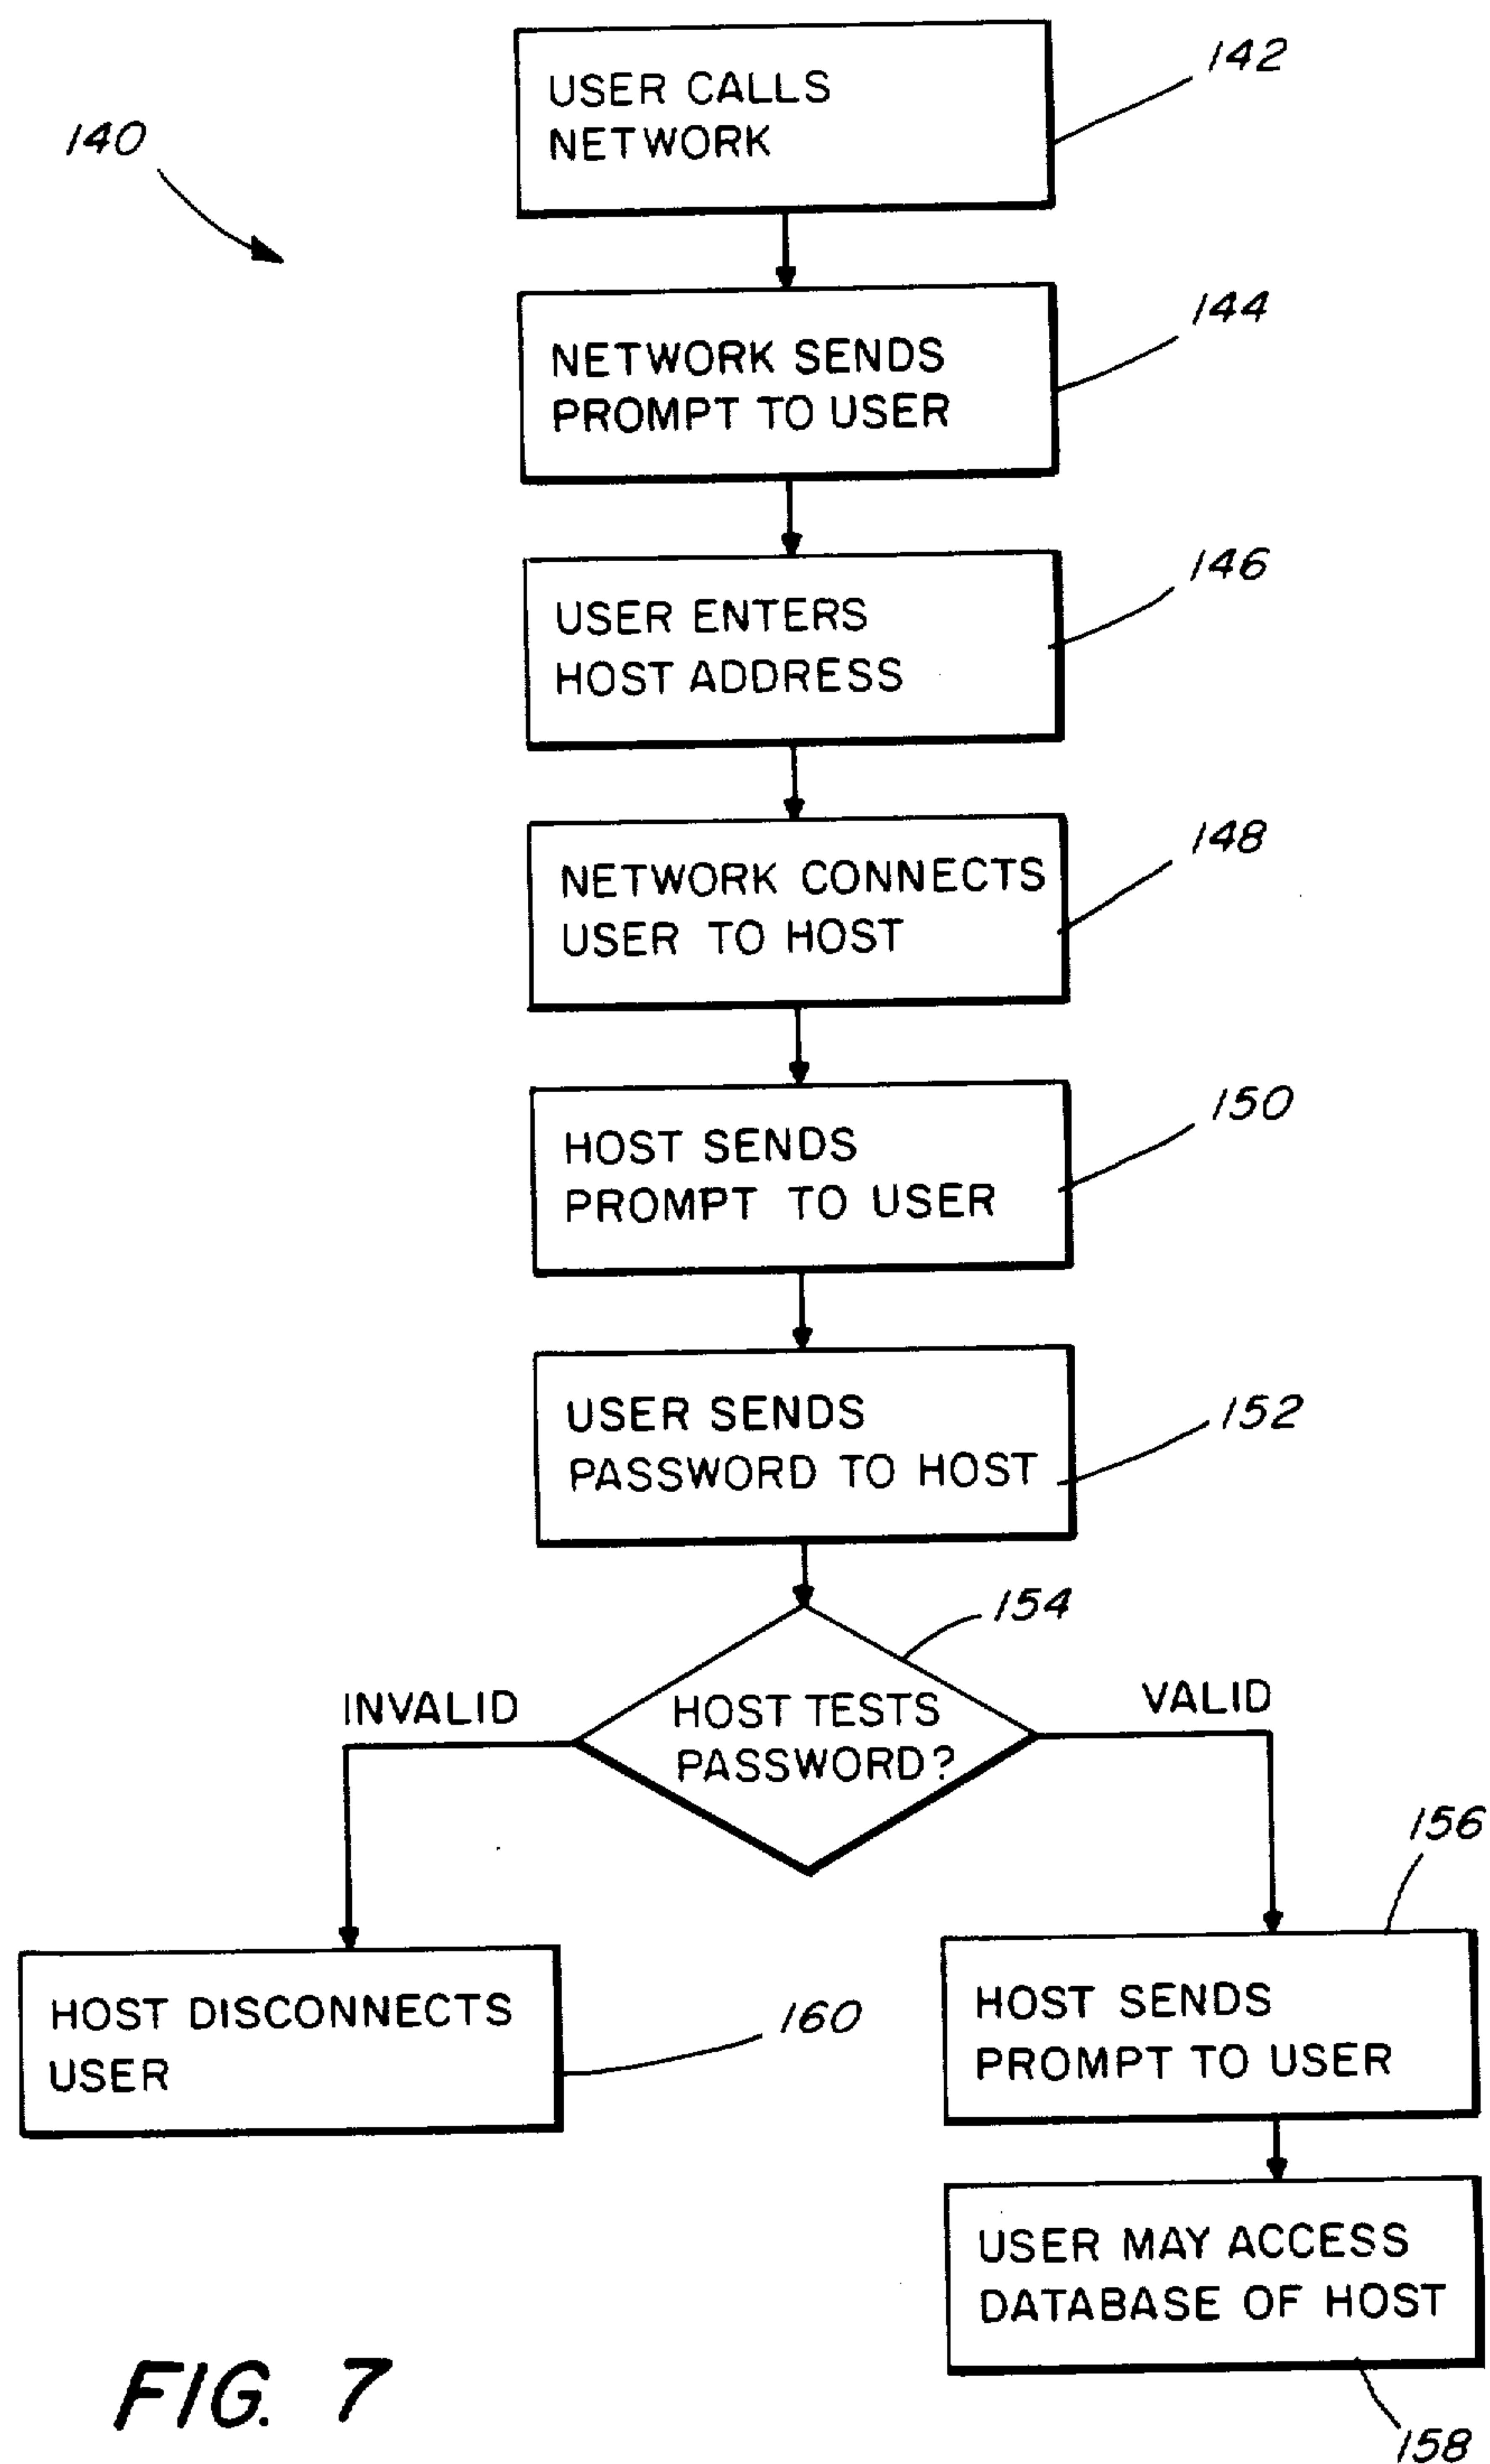 142
USER CALLS
NETWORK
140
144
NETWORK SENDS
PROMPT TO USER
146
USER ENTERS
HOST ADDRESS
148
NETWORK CONNECTS
USER TO HOST
150
HOST SENDS
PROMPT TO USER
152
USER SENDS
PASSWORD TO HOST
154
INVALID
VALID
HOST TESTS
PASSWORD?
156
HOST DISCONNECTS
USER
160
HOST SENDS
PROMPT TO USER
USER MAY ACCESS
DATABASE OF HOST
158
FIG. 7